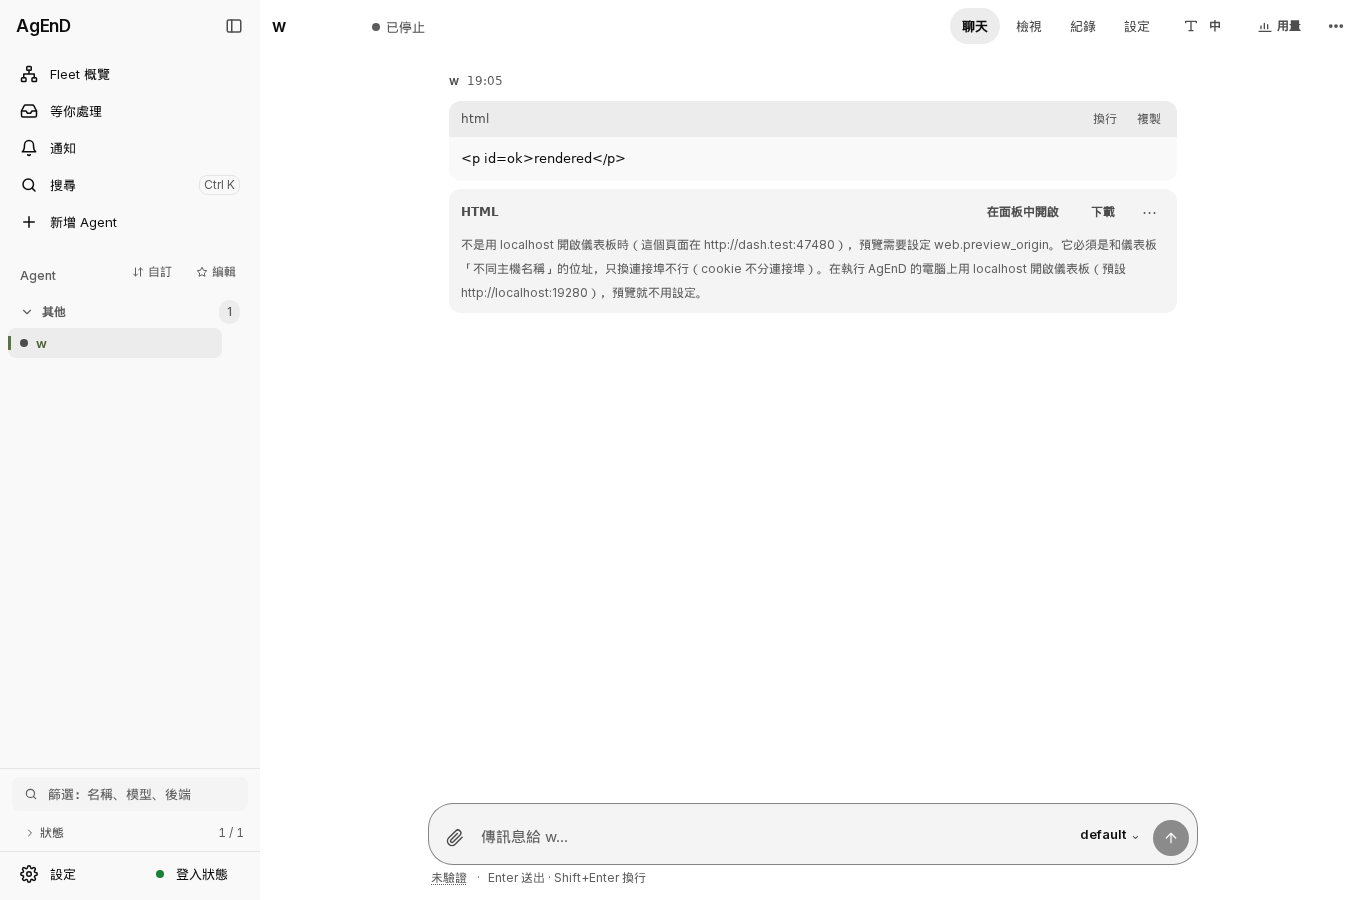 AgEnD
Fleet 概覽
等你處理
通知
搜尋 Ctrl K
新增 Agent
Agent 自訂 編輯
其他 1
w
篩選：名稱、模型、後端
狀態 1 / 1
設定 登入狀態
w 已停止 聊天 檢視 紀錄 設定 T 中 用量 •••
w 19:05
html 換行 複製
<p id=ok>rendered</p>
HTML 在面板中開啟 下載 ···
不是用 localhost 開啟儀表板時（這個頁面在 http://dash.test:47480），預覽需要設定 web.preview_origin。它必須是和儀表板
「不同主機名稱」的位址，只換連接埠不行（cookie 不分連接埠）。在執行 AgEnD 的電腦上用 localhost 開啟儀表板（預設
http://localhost:19280），預覽就不用設定。
傳訊息給 w... default
未驗證 · Enter 送出 · Shift+Enter 換行